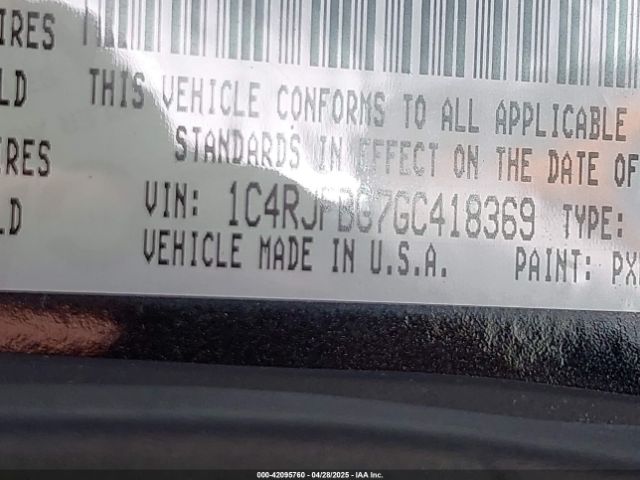 IRES
LD THIS VEHICLE CONFORMS TO ALL APPLICABLE
STANDARDS IN EFFECT ON THE DATE OF
IRES
VIN: 1C4RJFBG7GC418369 TYPE:
LD
VEHICLE MADE IN U.S.A. PAINT: PX
000-42095760 - 04/28/2025 - IAA Inc.